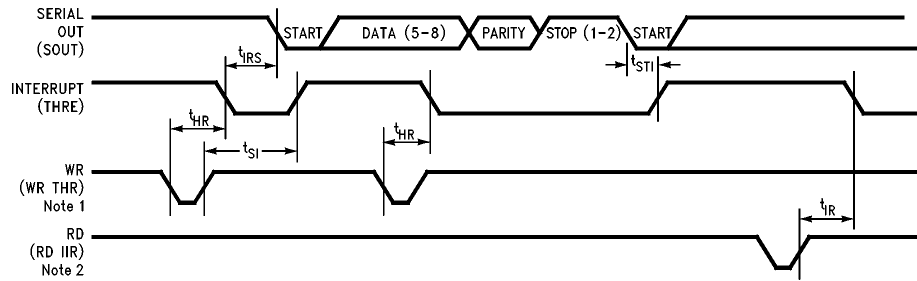 SERIAL
OUT
(SOUT)
START
DATA (5-8)
PARITY
STOP (1-2)
START
tIRS
tSTI
INTERRUPT
(THRE)
tHR
tHR
tSI
WR
(WR THR)
Note 1
tIR
RD
(RD IIR)
Note 2